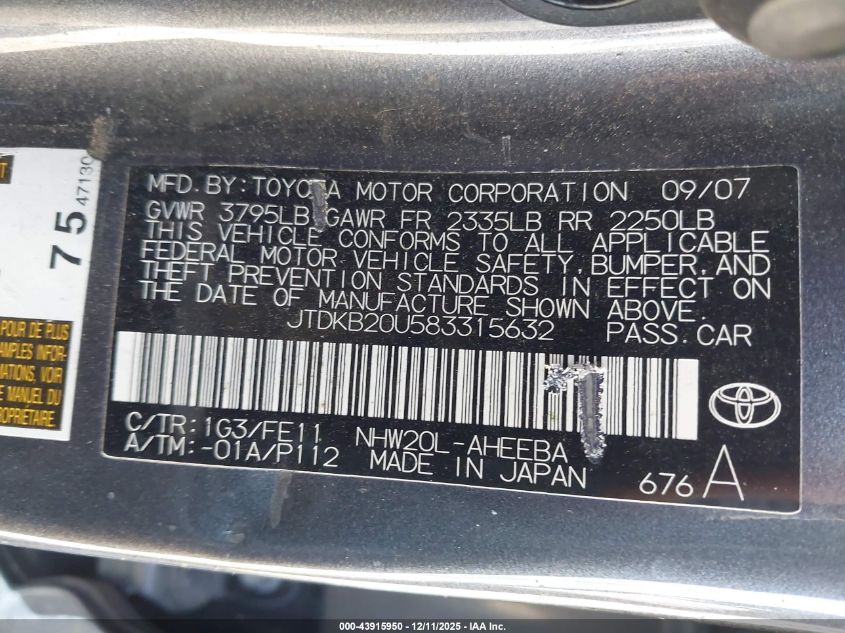 MFD. BY: TOYOTA MOTOR CORPORATION 09/07
GVWR 3795LB GAWR FR 2335LB RR 2250LB
THIS VEHICLE CONFORMS TO ALL APPLICABLE
FEDERAL MOTOR VEHICLE SAFETY, BUMPER, AND
THEFT PREVENTION STANDARDS IN EFFECT ON
THE DATE OF MANUFACTURE SHOWN ABOVE.
JTDKB20U583315632 PASS. CAR
C/TR: 1G3/FE11 NHW20L-AHEEBA
A/TM: -01A/P112 MADE IN JAPAN
676 A
75 47130
POUR DE PLUS
AMPLES INFOR-
MATIONS, VOIR
MANUEL DU
PROPRIÉTAIRE
000-43915950 - 12/11/2025 - IAA Inc.